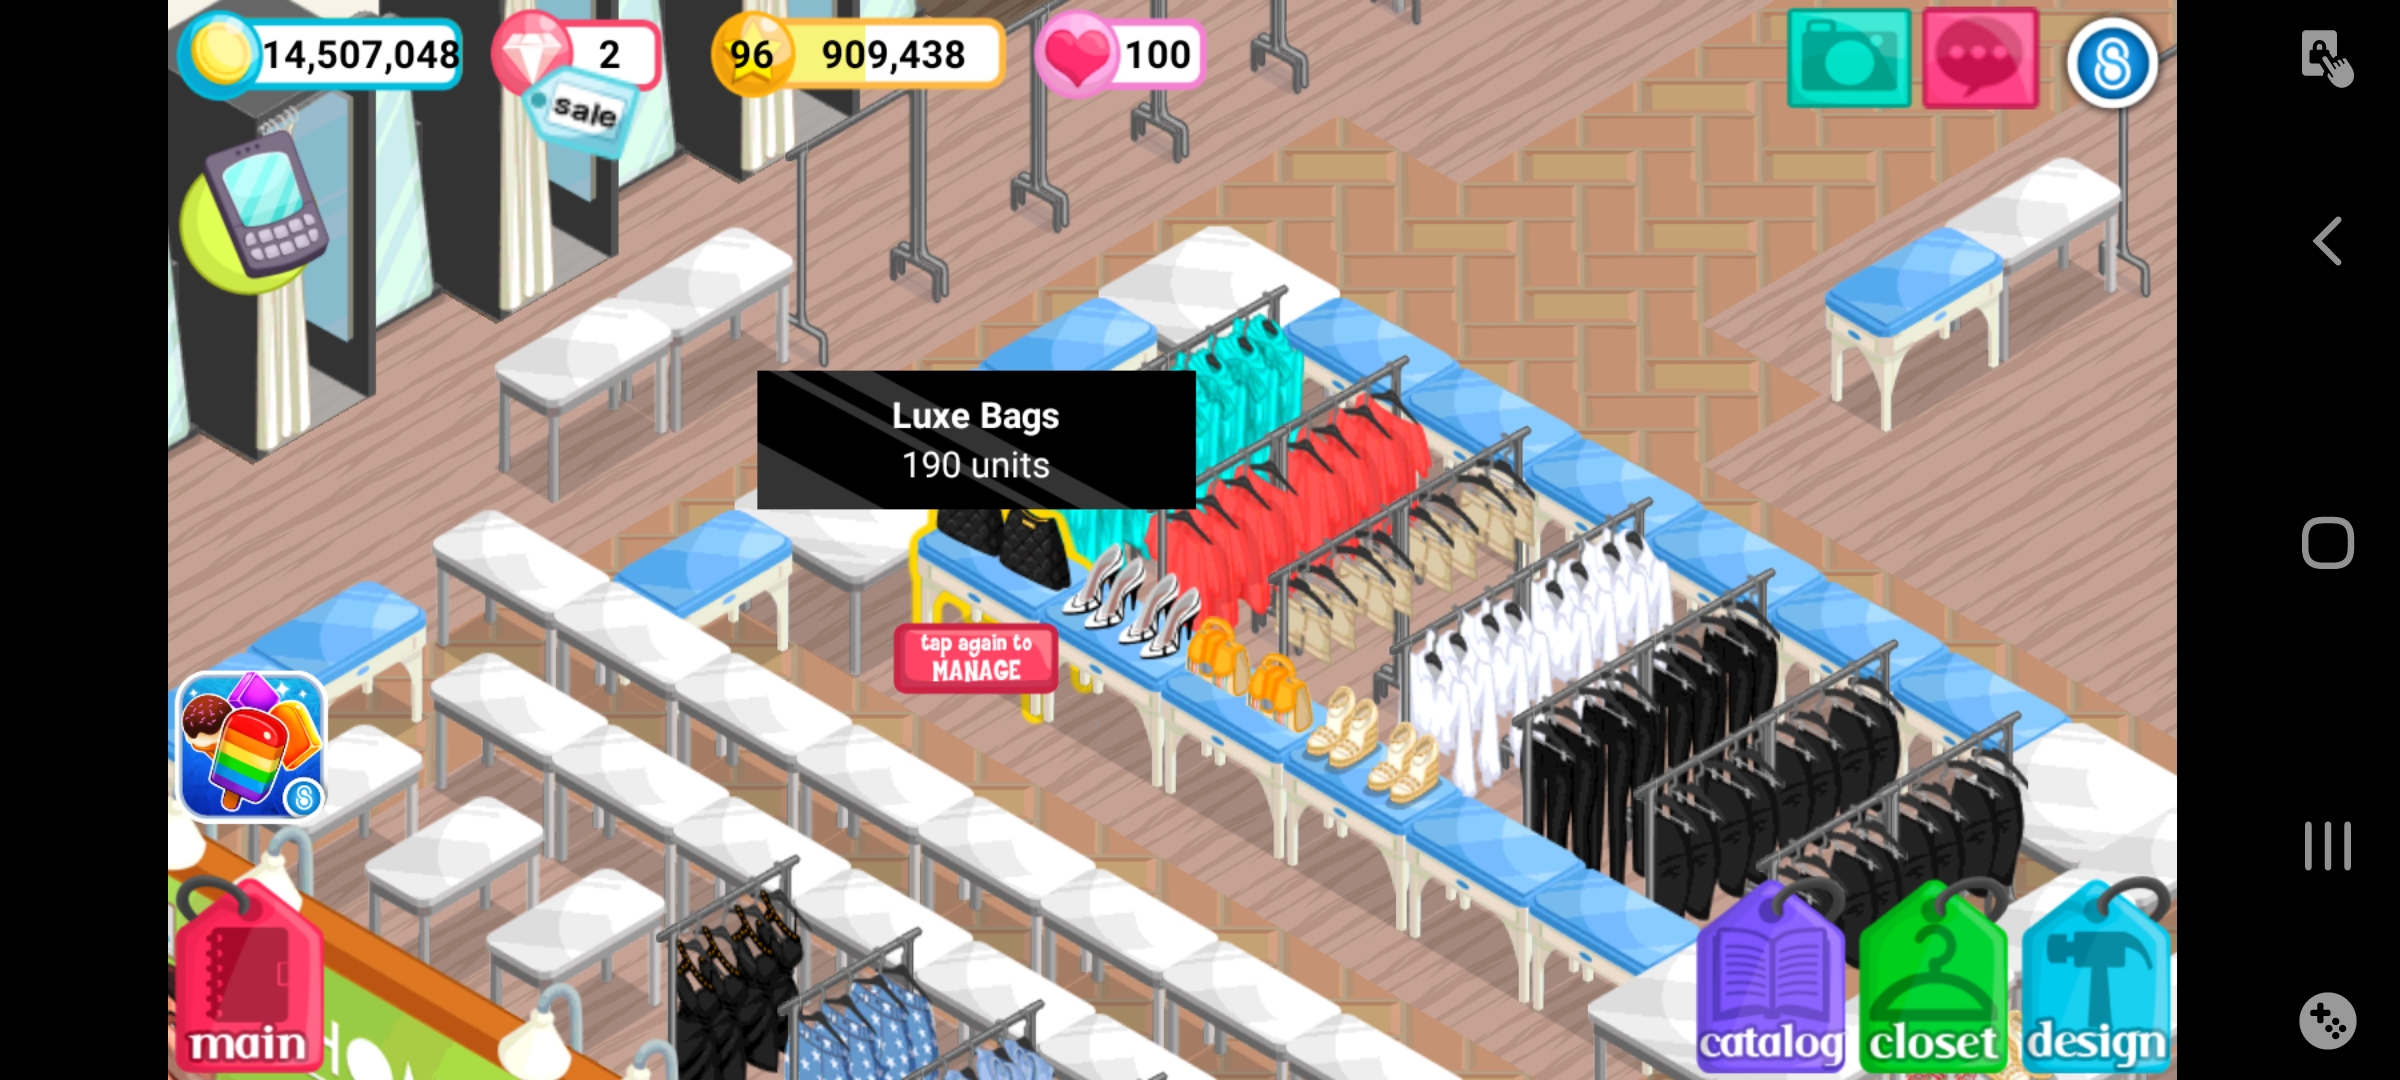 14,507,048
2
96
909,438
100
sale
Luxe Bags
190 units
tap again to
MANAGE
main
catalog
closet
design